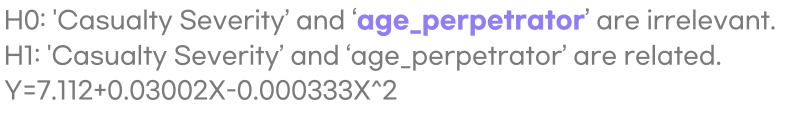 H0: 'Casualty Severity’ and ‘age_perpetrator’ are irrelevant.
H1: 'Casualty Severity’ and ‘age_perpetrator’ are related.
Y=7.112+0.03002X-0.000333X^2